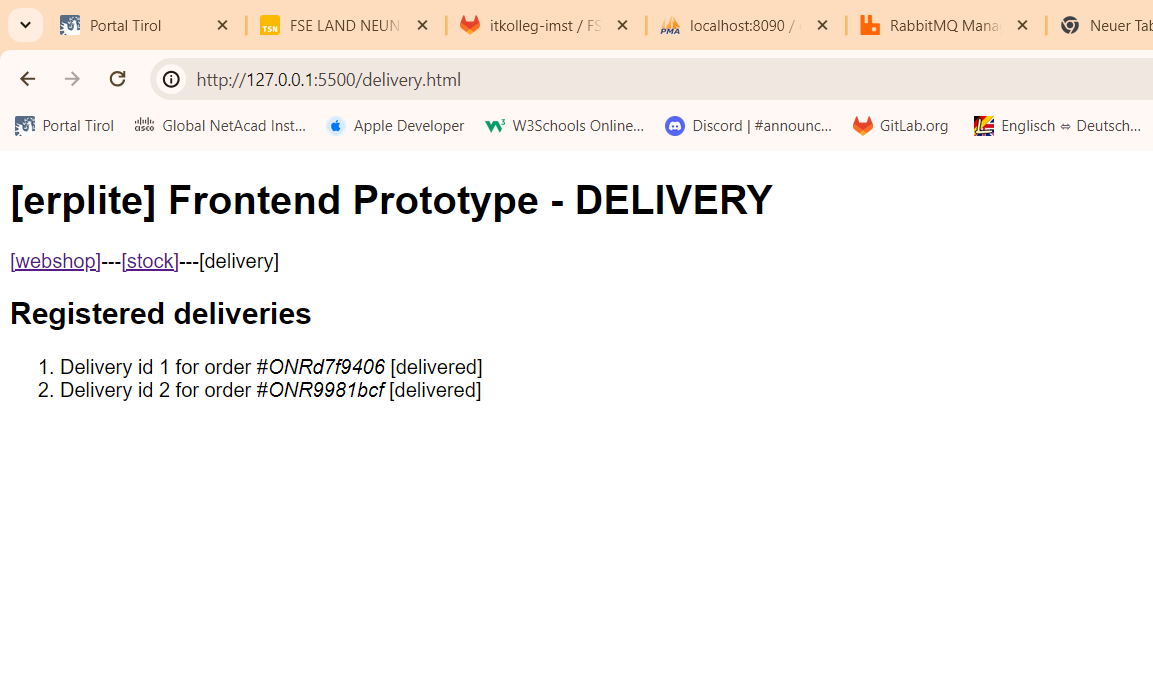 Portal Tirol
FSE LAND NEUN
itkolleg-imst / FS
localhost:8090 /
RabbitMQ Mana
Neuer Tab
http://127.0.0.1:5500/delivery.html
Portal Tirol
Global NetAcad Inst...
Apple Developer
W3Schools Online...
Discord | #announc...
GitLab.org
Englisch ⇔ Deutsch...
[erplite] Frontend Prototype - DELIVERY
[webshop]---[stock]---[delivery]
Registered deliveries
1. Delivery id 1 for order #ONRd7f9406 [delivered]
2. Delivery id 2 for order #ONR9981bcf [delivered]